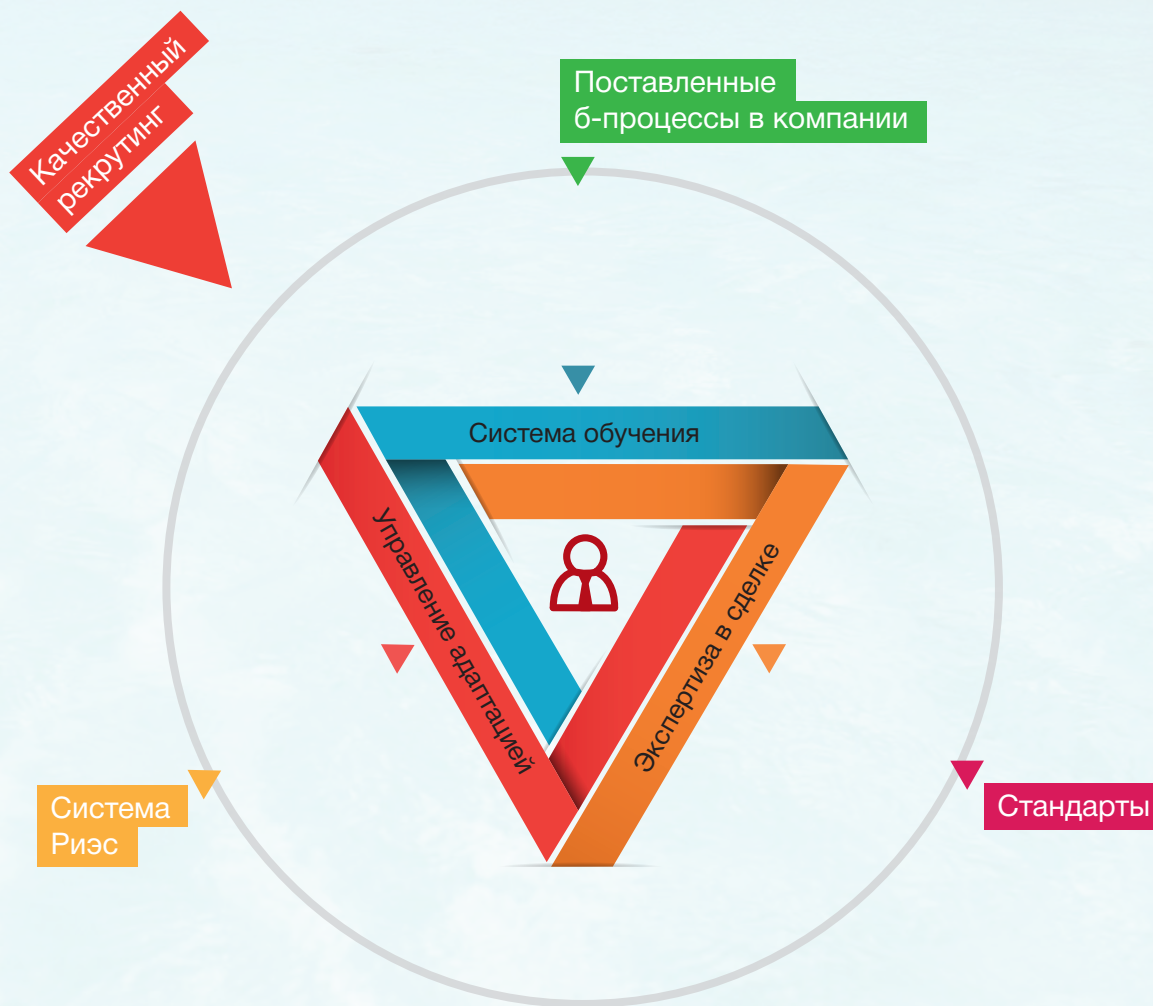 Качественный
рекрутинг
Поставленные
б-процессы в компании
Система обучения
Управление адаптацией
Экспертиза в сделке
Система
Риэс
Стандарты